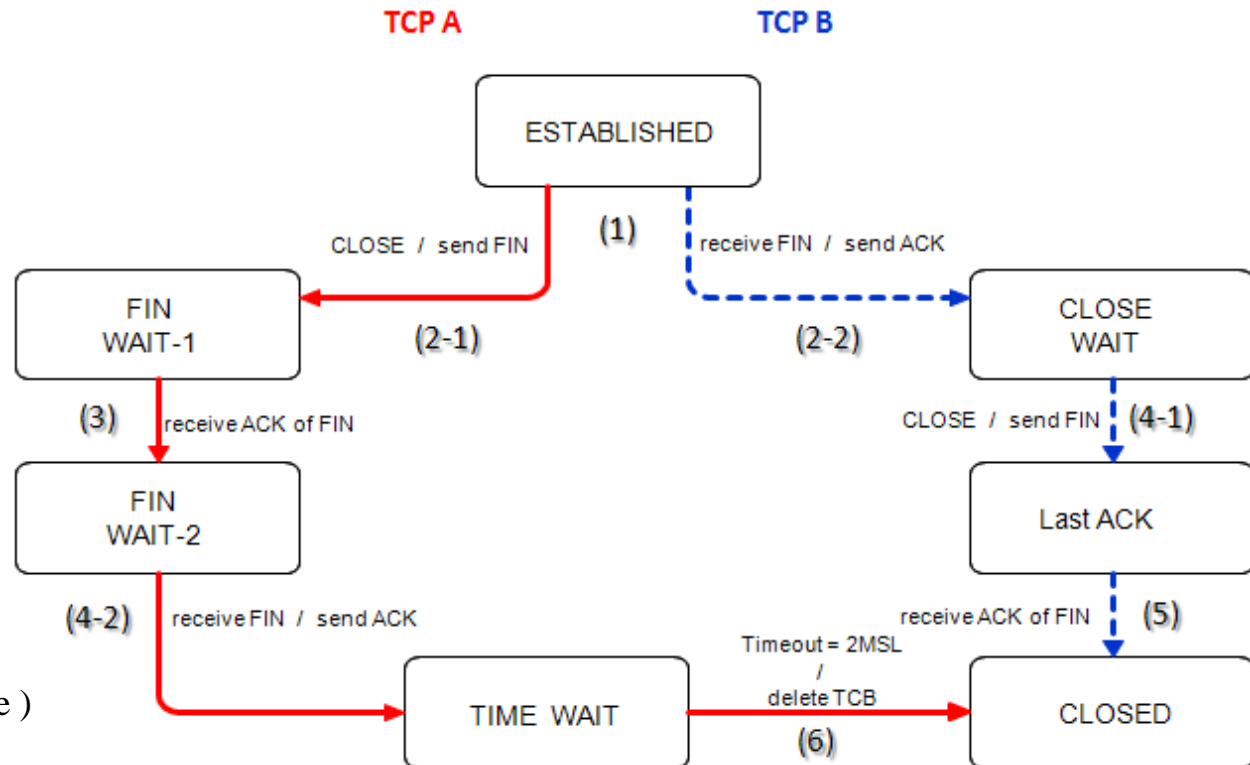 TCP A
TCP B
ESTABLISHED
(1)
CLOSE / send FIN
receive FIN / send ACK
FIN
WAIT-1
(2-1)
(2-2)
CLOSE
WAIT
(3)
receive ACK of FIN
CLOSE / send FIN
(4-1)
FIN
WAIT-2
Last ACK
(4-2)
receive FIN / send ACK
receive ACK of FIN
(5)
Timeout = 2MSL
/
delete TCB
e )
TIME WAIT
(6)
CLOSED